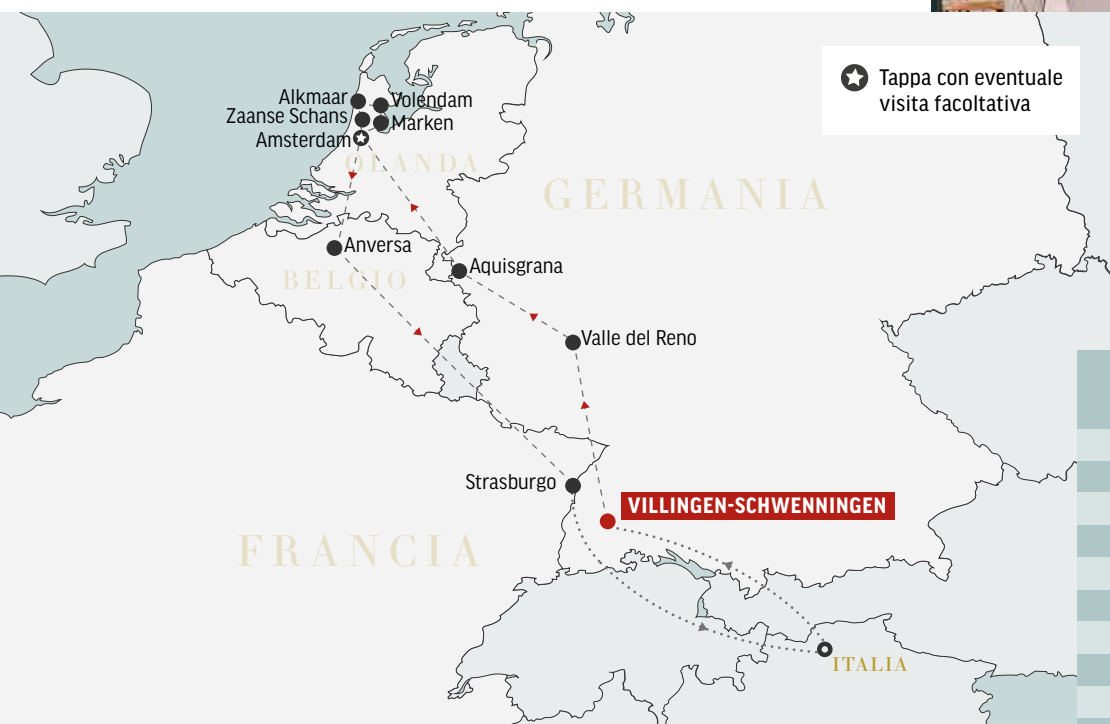 Tappa con eventuale
visita facoltativa
Alkmaar
Volendam
Zaanse Schans
Marken
Amsterdam
OLANDA
GERMANIA
Anversa
BELGIO
Aquisgrana
Valle del Reno
Strasburgo
VILLINGEN-SCHWENNINGEN
FRANCIA
ITALIA